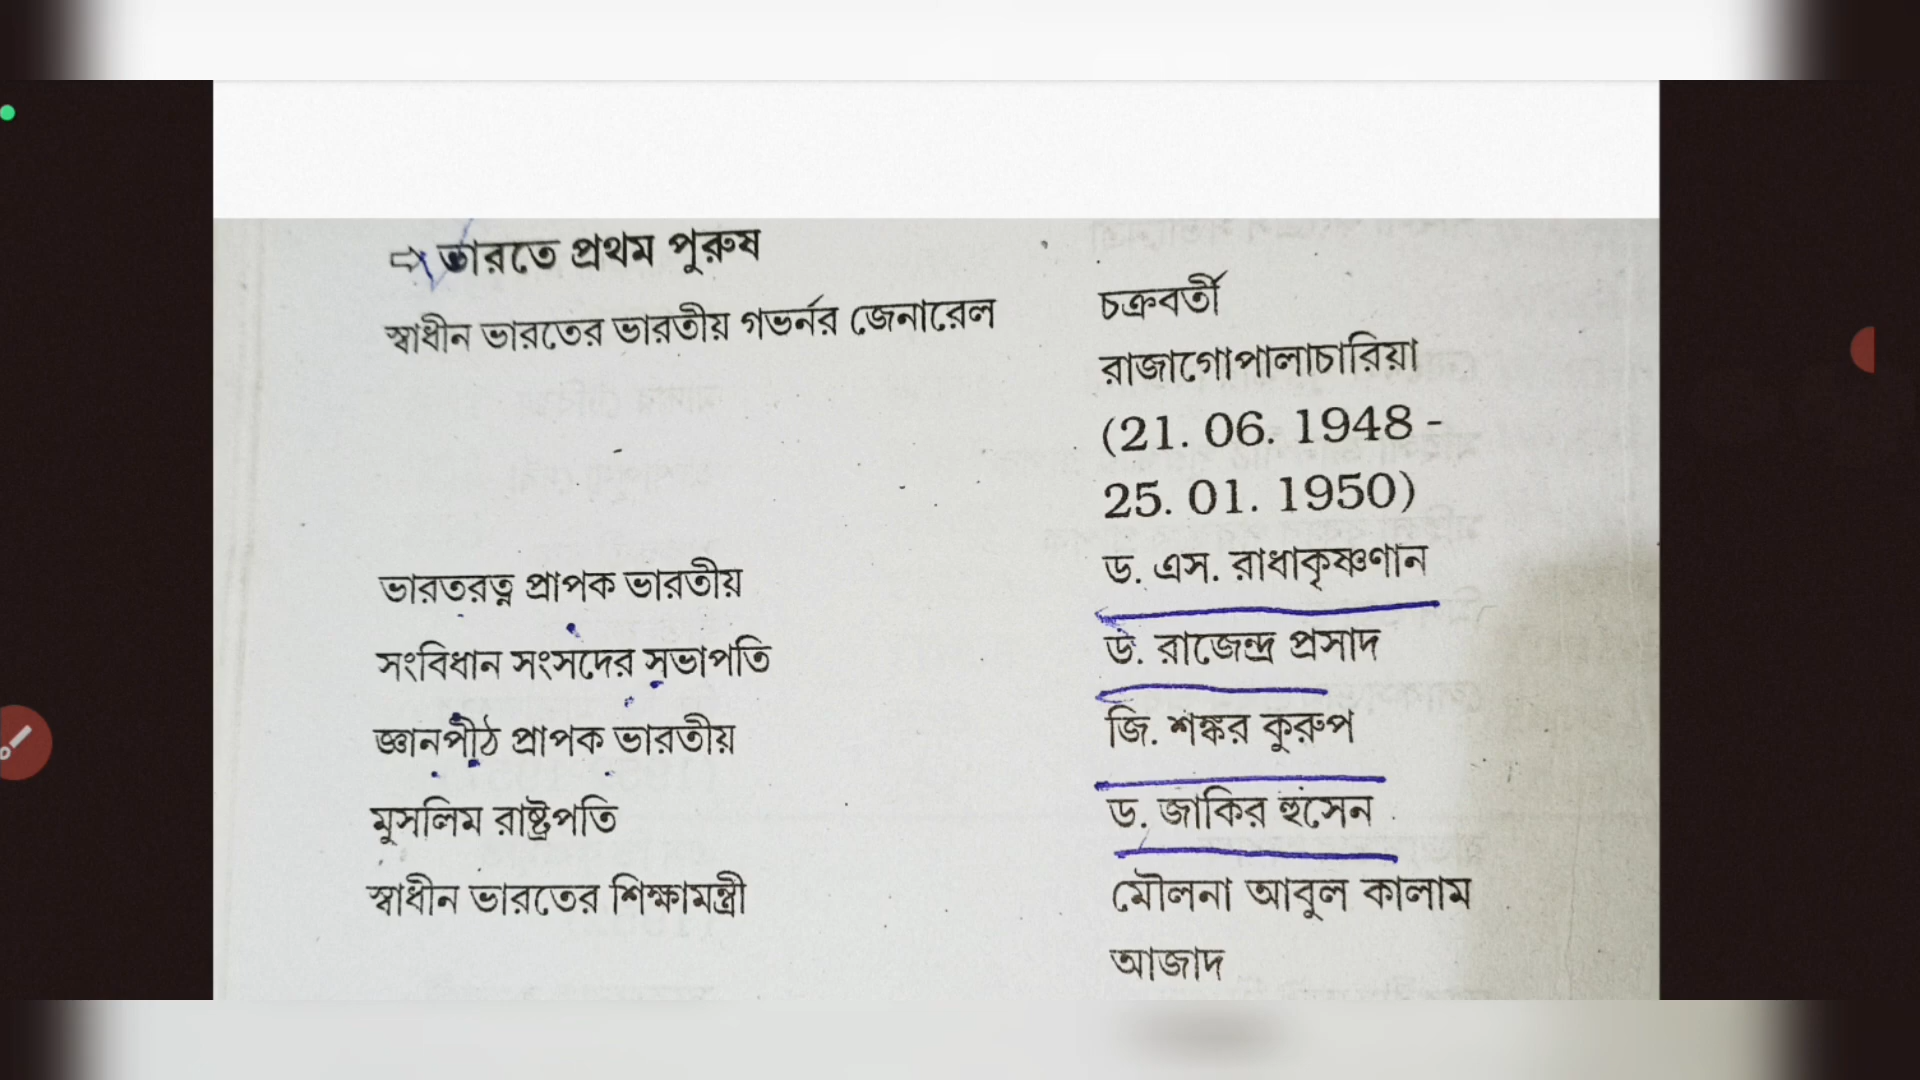 ⇨ ভারতে প্ৰথম পুৰুষ
স্বাধীন ভারতের ভারতীয় গভর্নর জেনারেল
চক্রবর্তী
রাজাগোপালাচারিয়া
(21. 06. 1948 -
25. 01. 1950)
ভারতরত্ন প্রাপক ভারতীয়
ড. এস. রাধাকৃষ্ণণান
সংবিধান সংসদের সভাপতি
ড. রাজেন্দ্র প্রসাদ
জ্ঞানপীঠ প্রাপক ভারতীয়
জি. শঙ্কর কুরুপ
মুসলিম রাষ্ট্রপতি
ড. জাকির হুসেন
স্বাধীন ভারতের শিক্ষামন্ত্রী
মৌলনা আবুল কালাম
আজাদ